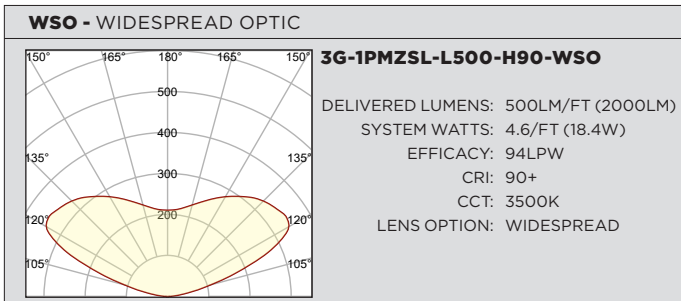 WSO - WIDESPREAD OPTIC
150° 165° 180° 165° 150°
3G-1PMZSL-L500-H90-WSO
500
DELIVERED LUMENS: 500LM/FT (2000LM)
400
SYSTEM WATTS: 4.6/FT (18.4W)
135° 135°
EFFICACY: 94LPW
300
CRI: 90+
CCT: 3500K
120° 200 120°
LENS OPTION: WIDESPREAD
105° 105°